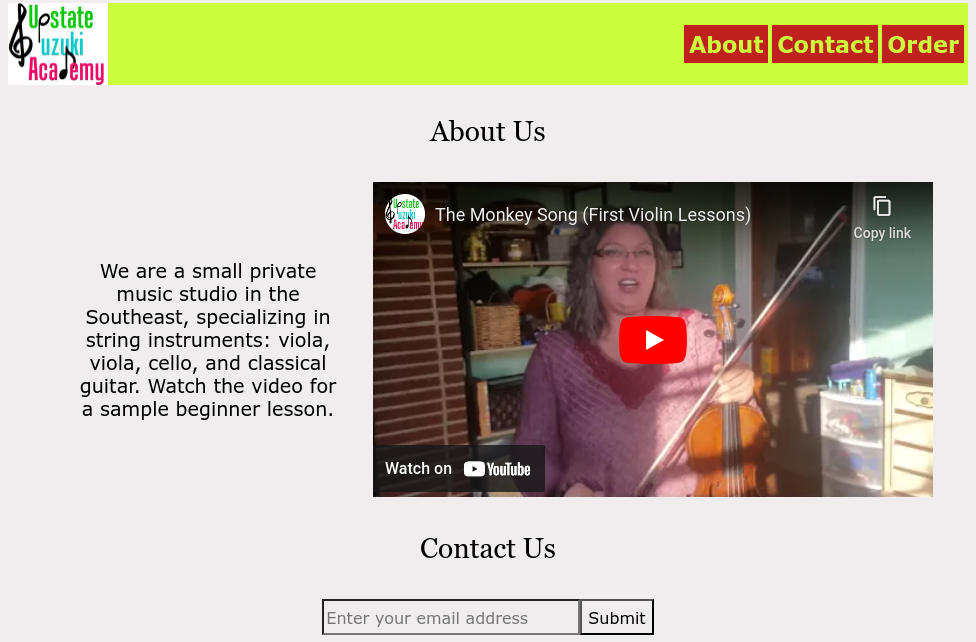 Upstate
uzuki
Academy
About Contact Order
About Us
We are a small private
music studio in the
Southeast, specializing in
string instruments: viola,
viola, cello, and classical
guitar. Watch the video for
a sample beginner lesson.
Upstate
uzuki
Academy
The Monkey Song (First Violin Lessons)
Copy link
Watch on YouTube
Contact Us
Enter your email address Submit